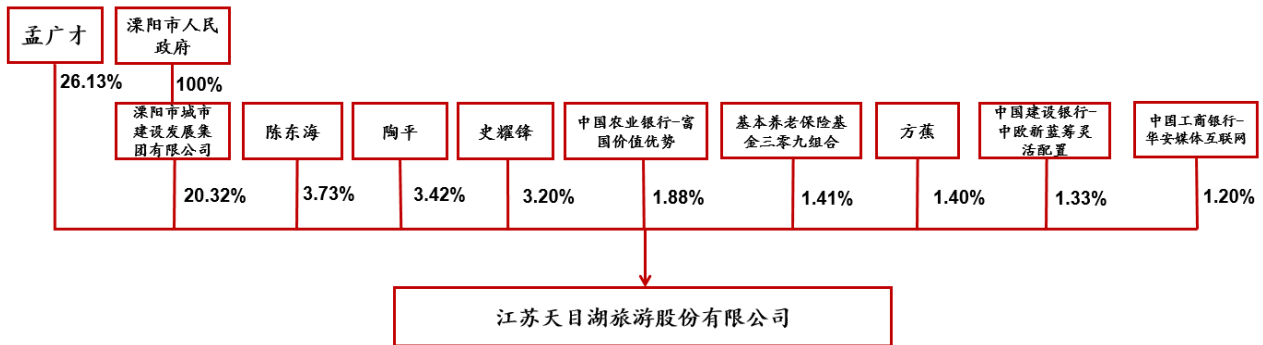 孟广才
溧阳市人民
政府
26.13%
100%
溧阳市城市
建设发展集
团有限公司
陈东海
陶平
史耀锋
中国农业银行-富
国价值优势
基本养老保险基
金三零九组合
方蕉
中国建设银行-
中欧新蓝筹灵
活配置
中国工商银行-
华安媒体互联网
20.32%
3.73%
3.42%
3.20%
1.88%
1.41%
1.40%
1.33%
1.20%
江苏天目湖旅游股份有限公司